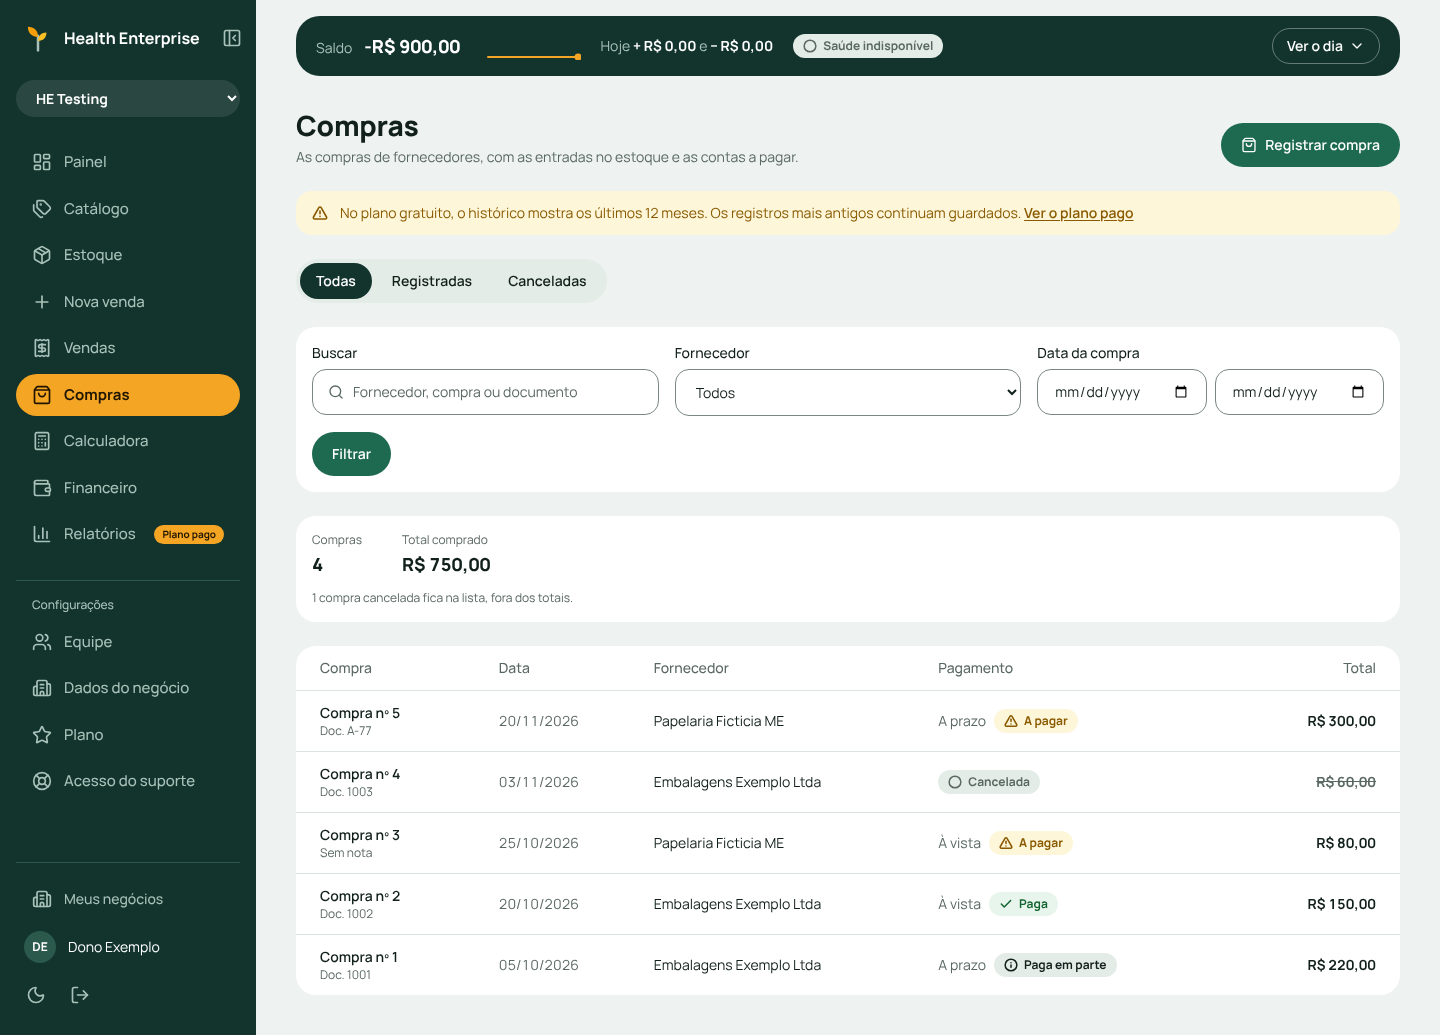 Health Enterprise
HE Testing
Painel
Catálogo
Estoque
Nova venda
Vendas
Compras
Calculadora
Financeiro
Relatórios Plano pago
Configurações
Equipe
Dados do negócio
Plano
Acesso do suporte
Meus negócios
DE Dono Exemplo
Saldo -R$ 900,00 Hoje + R$ 0,00 e − R$ 0,00 Saúde indisponível Ver o dia
Compras
As compras de fornecedores, com as entradas no estoque e as contas a pagar.
Registrar compra
No plano gratuito, o histórico mostra os últimos 12 meses. Os registros mais antigos continuam guardados. Ver o plano pago
Todas Registradas Canceladas
Buscar Fornecedor Data da compra
Fornecedor, compra ou documento Todos mm/dd/yyyy mm/dd/yyyy
Filtrar
Compras Total comprado
4 R$ 750,00
1 compra cancelada fica na lista, fora dos totais.
Compra Data Fornecedor Pagamento Total
Compra nº 5 20/11/2026 Papelaria Ficticia ME A prazo A pagar R$ 300,00
Doc. A-77
Compra nº 4 03/11/2026 Embalagens Exemplo Ltda Cancelada R$ 60,00
Doc. 1003
Compra nº 3 25/10/2026 Papelaria Ficticia ME À vista A pagar R$ 80,00
Sem nota
Compra nº 2 20/10/2026 Embalagens Exemplo Ltda À vista Paga R$ 150,00
Doc. 1002
Compra nº 1 05/10/2026 Embalagens Exemplo Ltda A prazo Paga em parte R$ 220,00
Doc. 1001